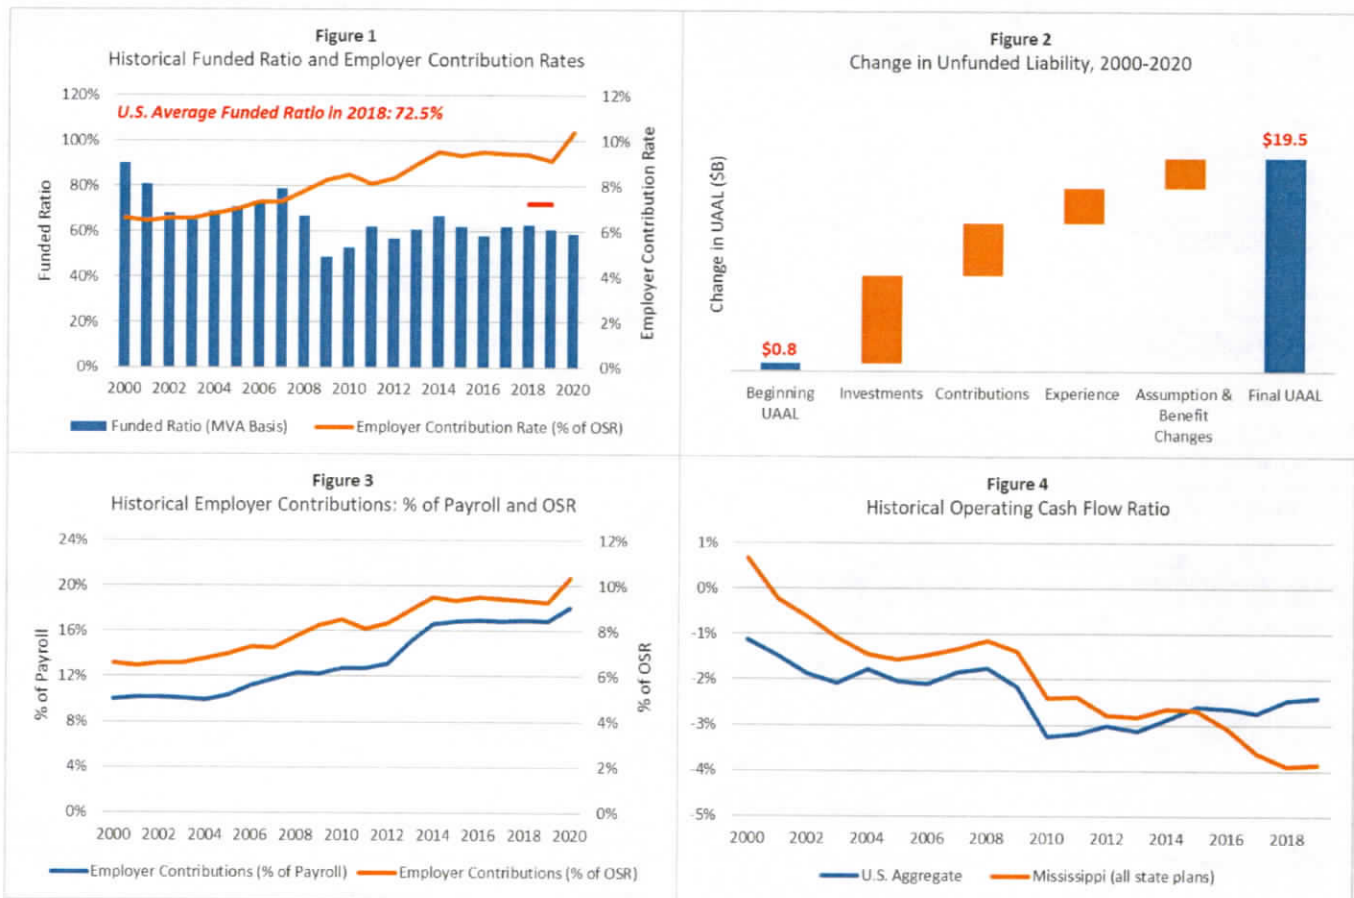 Figure 1
Historical Funded Ratio and Employer Contribution Rates
U.S. Average Funded Ratio in 2018: 72.5%
120%
100%
80%
60%
40%
20%
0%
Funded Ratio
12%
10%
8%
6%
4%
2%
0%
Employer Contribution Rate
2000 2002 2004 2006 2008 2010 2012 2014 2016 2018 2020
Funded Ratio (MVA Basis) Employer Contribution Rate (% of OSR)
Figure 2
Change in Unfunded Liability, 2000-2020
Change in UAAL ($B)
$0.8
$19.5
Beginning UAAL
Investments
Contributions
Experience
Assumption & Benefit Changes
Final UAAL
Figure 3
Historical Employer Contributions: % of Payroll and OSR
24%
20%
16%
12%
8%
4%
0%
% of Payroll
12%
10%
8%
6%
4%
2%
0%
% of OSR
2000 2002 2004 2006 2008 2010 2012 2014 2016 2018 2020
Employer Contributions (% of Payroll) Employer Contributions (% of OSR)
Figure 4
Historical Operating Cash Flow Ratio
1%
0%
-1%
-2%
-3%
-4%
-5%
2000 2002 2004 2006 2008 2010 2012 2014 2016 2018
U.S. Aggregate Mississippi (all state plans)